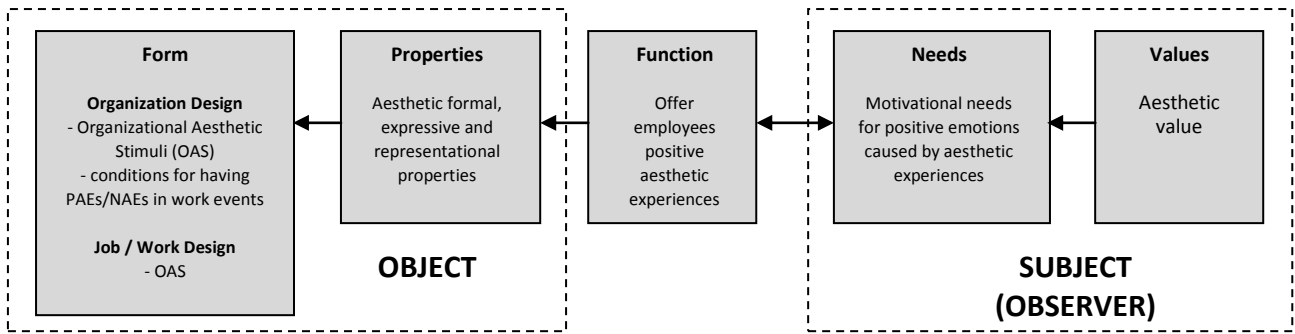 Form
Organization Design
- Organizational Aesthetic
Stimuli (OAS)
- conditions for having
PAEs/NAEs in work events
Job / Work Design
- OAS
Properties
Aesthetic formal,
expressive and
representational
properties
OBJECT
Function
Offer
employees
positive
aesthetic
experiences
Needs
Motivational needs
for positive emotions
caused by aesthetic
experiences
Values
Aesthetic
value
SUBJECT
(OBSERVER)